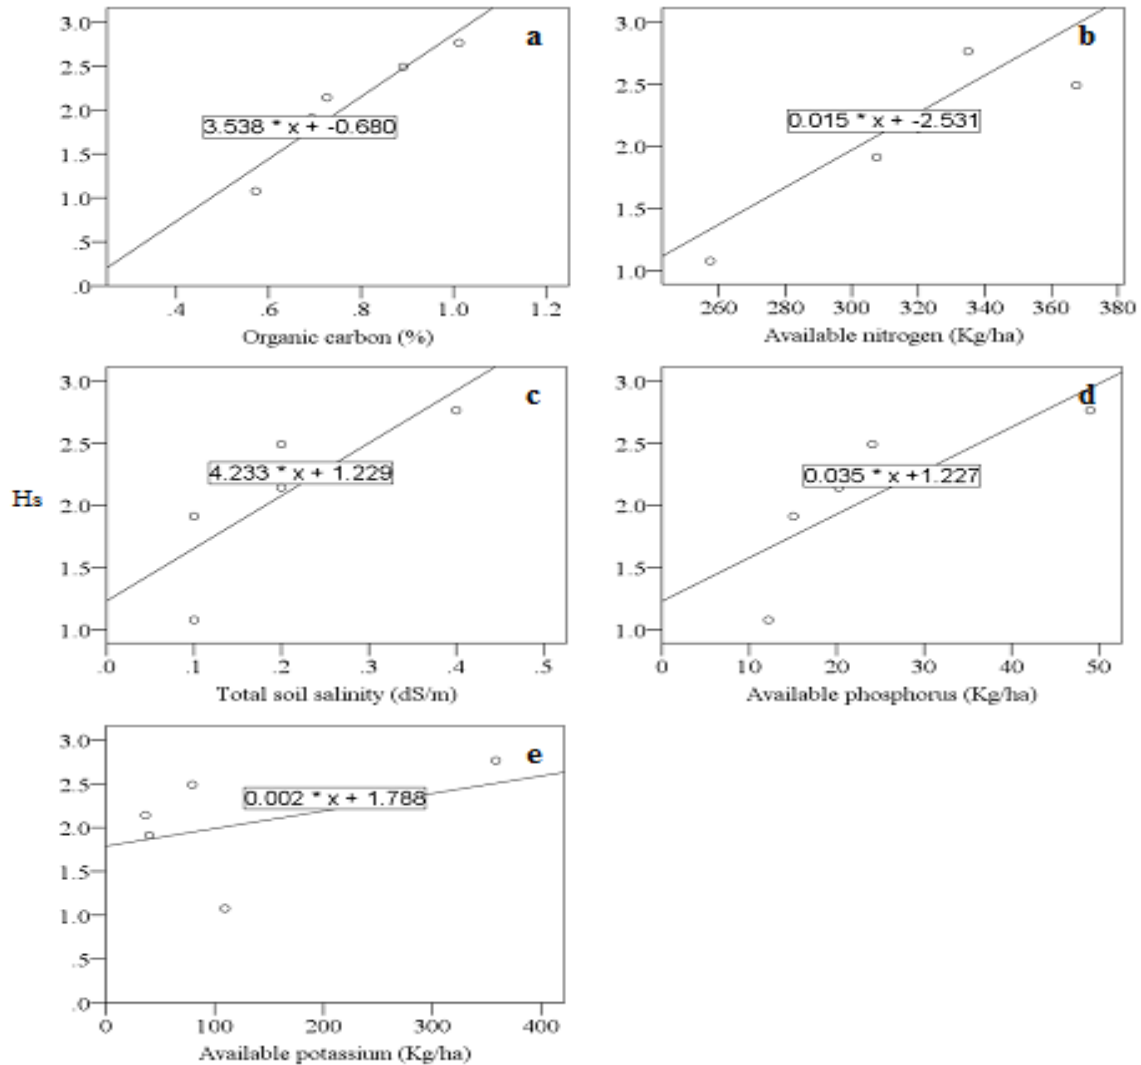 a
3.0
2.5
2.0
1.5
1.0
.5
.0
3.538 * x + -0.680
.4 .6 .8 1.0 1.2
Organic carbon (%)
b
3.0
2.5
2.0
1.5
1.0
0.015 * x + -2.531
260 280 300 320 340 360 380
Available nitrogen (Kg/ha)
Hs
c
3.0
2.5
2.0
1.5
1.0
4.233 * x + 1.229
.0 .1 .2 .3 .4 .5
Total soil salinity (dS/m)
d
3.0
2.5
2.0
1.5
1.0
0.035 * x +1.227
0 10 20 30 40 50
Available phosphorus (Kg/ha)
e
3.0
2.5
2.0
1.5
1.0
.5
.0
0.002 * x + 1.788
0 100 200 300 400
Available potassium (Kg/ha)